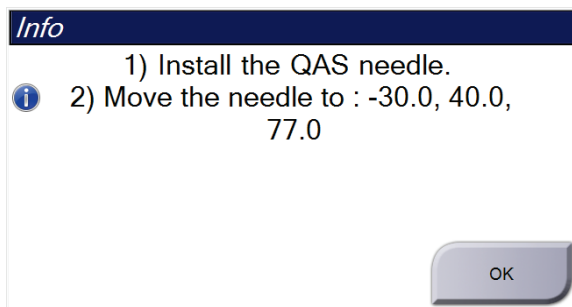 Info
1) Install the QAS needle.
2) Move the needle to : -30.0, 40.0,
77.0
OK